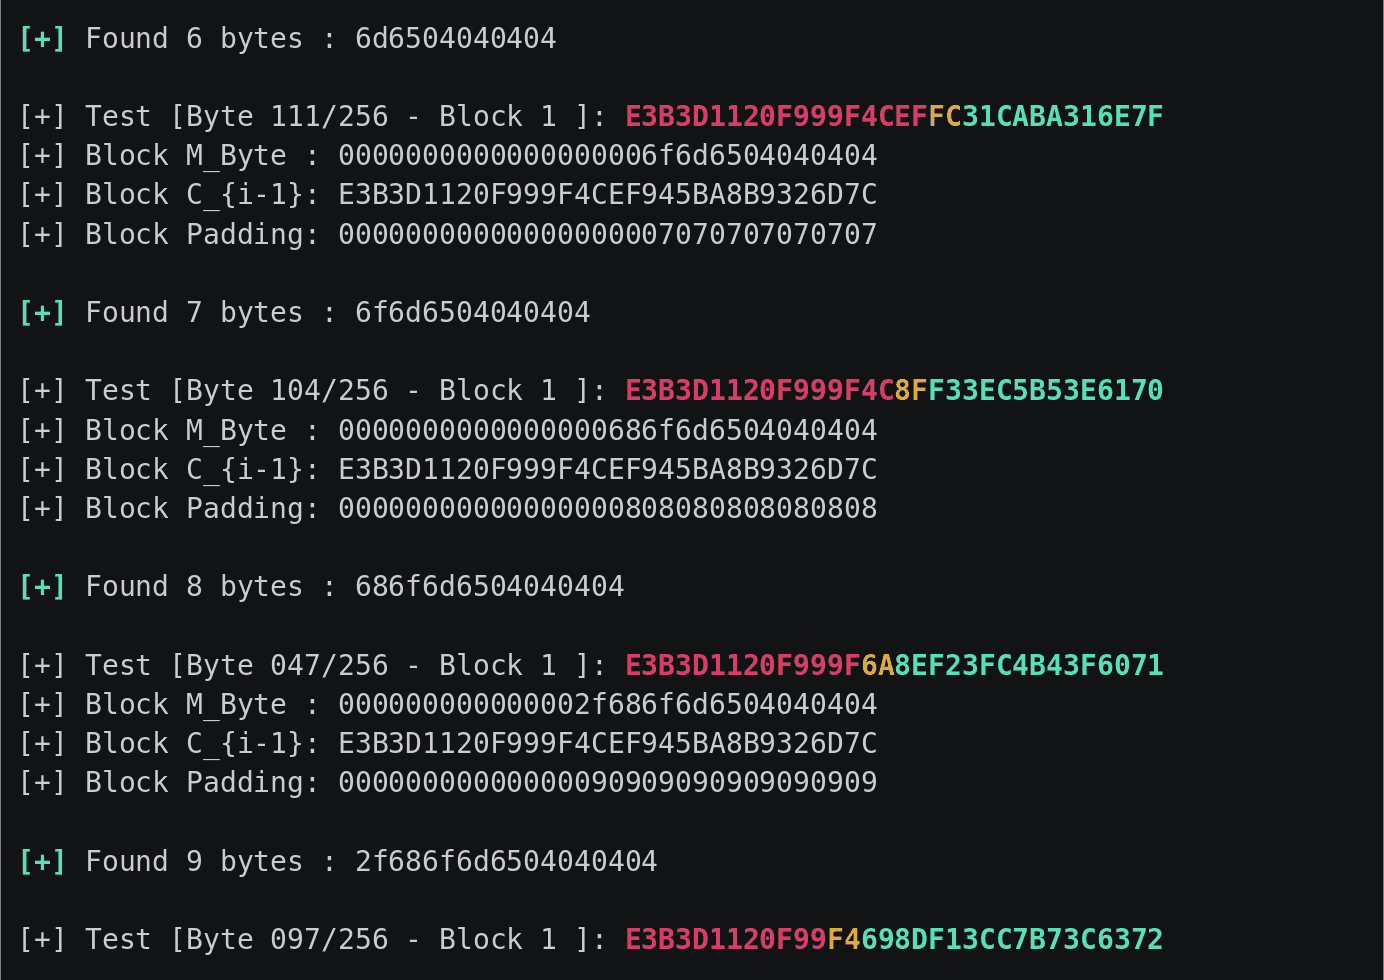 [+] Found 6 bytes : 6d6504040404
[+] Test [Byte 111/256 - Block 1 ]: E3B3D1120F999F4CEFFC31CABA316E7F
[+] Block M_Byte : 0000000000000000006f6d6504040404
[+] Block C_{i-1}: E3B3D1120F999F4CEF945BA8B9326D7C
[+] Block Padding: 00000000000000000007070707070707
[+] Found 7 bytes : 6f6d6504040404
[+] Test [Byte 104/256 - Block 1 ]: E3B3D1120F999F4C8FF33EC5B53E6170
[+] Block M_Byte : 0000000000000000686f6d6504040404
[+] Block C_{i-1}: E3B3D1120F999F4CEF945BA8B9326D7C
[+] Block Padding: 00000000000000000808080808080808
[+] Found 8 bytes : 686f6d6504040404
[+] Test [Byte 047/256 - Block 1 ]: E3B3D1120F999F6A8EF23FC4B43F6071
[+] Block M_Byte : 000000000000002f686f6d6504040404
[+] Block C_{i-1}: E3B3D1120F999F4CEF945BA8B9326D7C
[+] Block Padding: 00000000000000090909090909090909
[+] Found 9 bytes : 2f686f6d6504040404
[+] Test [Byte 097/256 - Block 1 ]: E3B3D1120F99F4698DF13CC7B73C6372